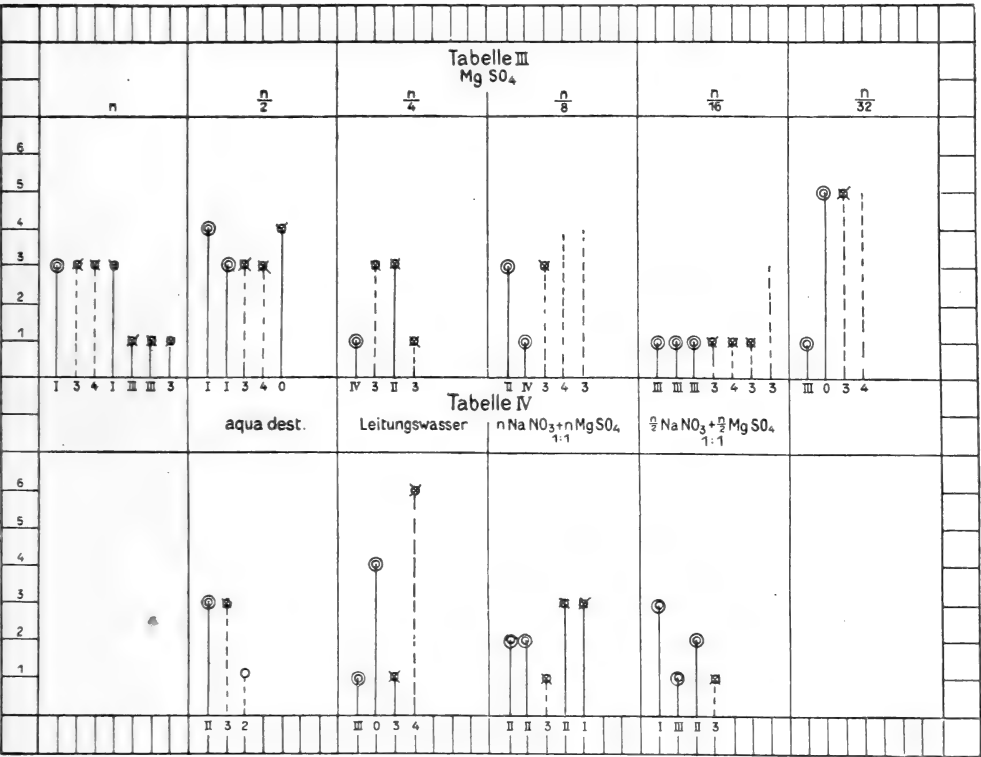 Tabelle III
Mg SO₄
n n/2 n/4 n/8 n/16 n/32
6
5
4
3
2
1
I 3 4 I III III 3 I I 3 4 0 IV 3 II 3 II IV 3 4 3 III III III 3 4 3 3 III 0 3 4
Tabelle IV
aqua dest. Leitungswasser n Na NO₃ + n Mg SO₄ n/2 Na NO₃ + n/2 Mg SO₄
1:1 1:1
6
5
4
3
2
1
II 3 2 III 0 3 4 II II 3 II 1 1 III II 3